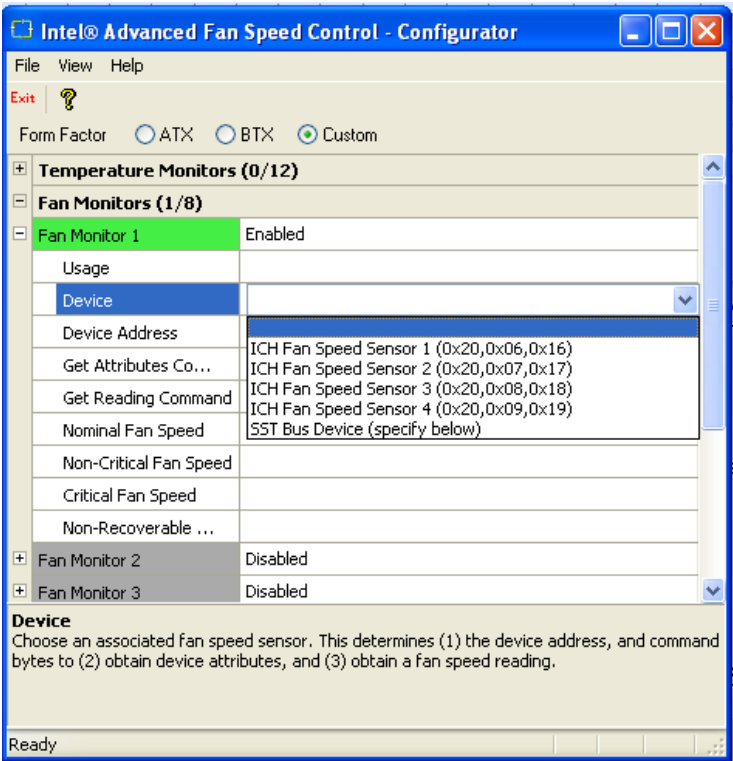 Intel® Advanced Fan Speed Control - Configurator
File View Help
Exit ?
Form Factor ATX BTX Custom
Temperature Monitors (0/12)
Fan Monitors (1/8)
Fan Monitor 1 Enabled
Usage
Device
Device Address
ICH Fan Speed Sensor 1 (0x20,0x06,0x16)
Get Attributes Co...
ICH Fan Speed Sensor 2 (0x20,0x07,0x17)
ICH Fan Speed Sensor 3 (0x20,0x08,0x18)
Get Reading Command
ICH Fan Speed Sensor 4 (0x20,0x09,0x19)
Nominal Fan Speed
SST Bus Device (specify below)
Non-Critical Fan Speed
Critical Fan Speed
Non-Recoverable ...
Fan Monitor 2 Disabled
Fan Monitor 3 Disabled
Device
Choose an associated fan speed sensor. This determines (1) the device address, and command
bytes to (2) obtain device attributes, and (3) obtain a fan speed reading.
Ready